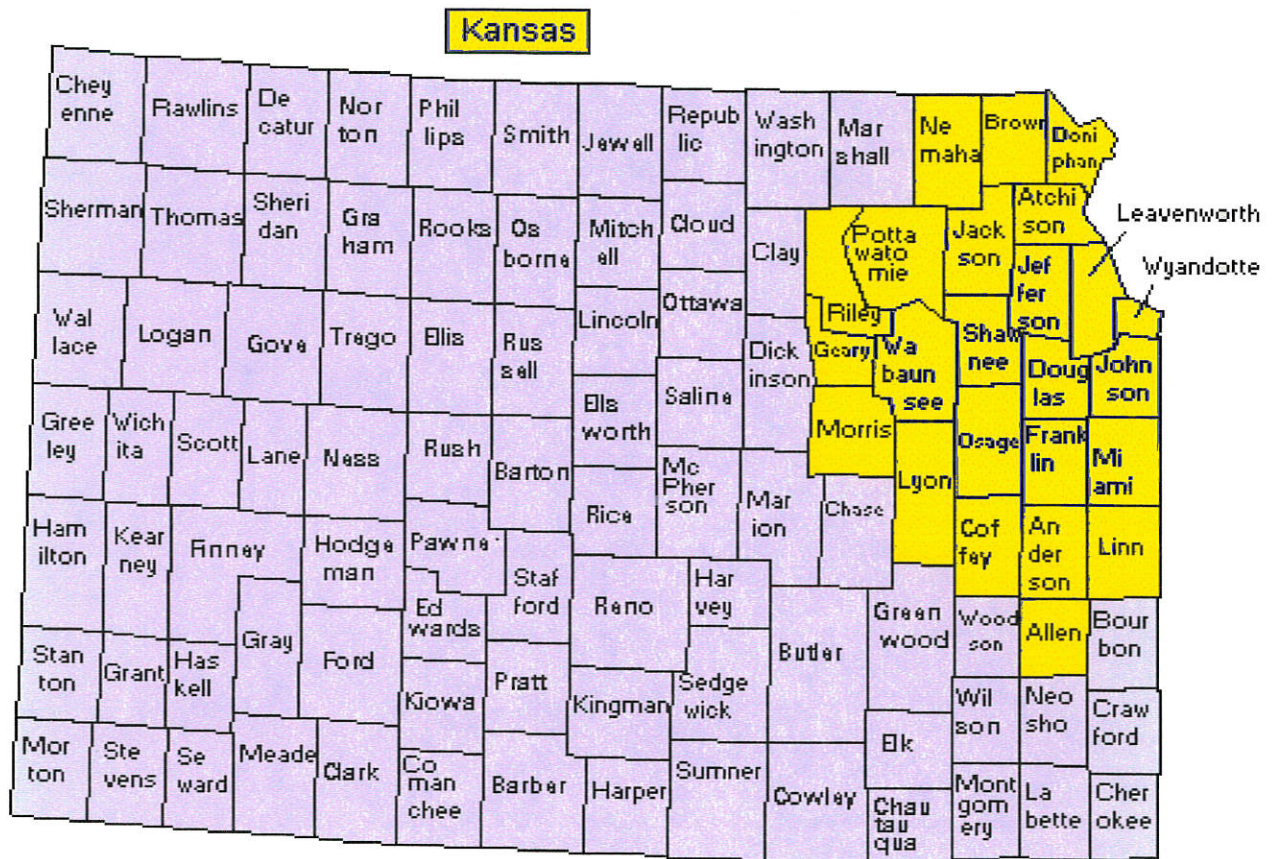 Kansas
Chey
enne
Rawlins
De
catur
Nor
ton
Phil
lips
Smith
Jewell
Repub
lic
Wash
ington
Mar
shall
Ne
maha
Brown
Doni
phan
Sherman
Thomas
Sheri
dan
Gra
ham
Rooks
Os
borne
Mitch
ell
Cloud
Clay
Riley
Potta
wato
mie
Jack
son
Atchi
son
Leavenworth
Wyandotte
Jef
fer
son
Ottawa
Wal
lace
Logan
Gove
Trego
Ellis
Rus
sell
Lincoln
Saline
Dick
inson
Geary
Wa
baun
see
Shaw
nee
Doug
las
John
son
Gree
ley
Wich
ita
Scott
Lane
Ness
Rush
Barton
Ells
worth
Mc
Pher
son
Mar
ion
Morris
Chase
Lyon
Osage
Frank
lin
Mi
ami
Rice
Ham
ilton
Kear
ney
Finney
Hodge
man
Pawne
Staf
ford
Ed
wards
Reno
Har
vey
Butler
Green
wood
Cof
fey
An
der
son
Linn
Wood
son
Allen
Bour
bon
Stan
ton
Grant
Has
kell
Gray
Ford
Kiowa
Pratt
Kingman
Sedge
wick
Elk
Wil
son
Neo
sho
Craw
ford
Mor
ton
Ste
vens
Se
ward
Meade
Clark
Co
man
chee
Barber
Harper
Sumner
Cowley
Chau
tau
qua
Mont
gom
ery
La
bette
Cher
okee